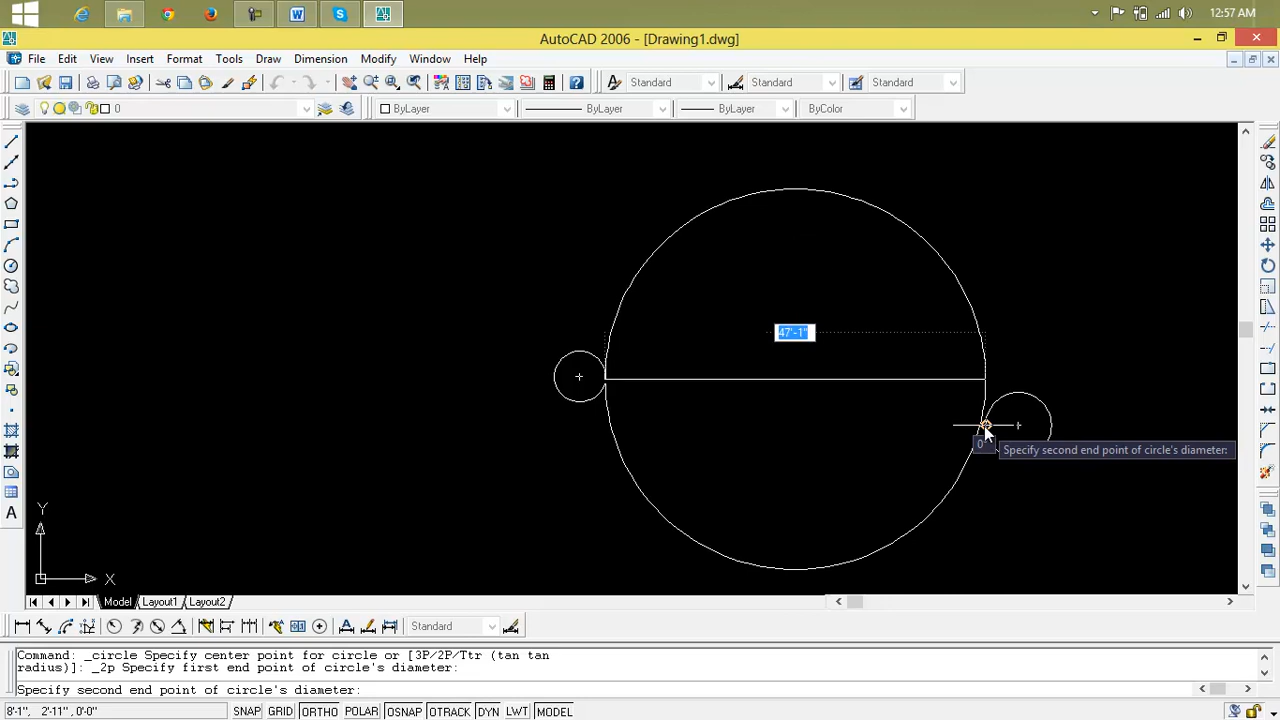 12:57 AM
AutoCAD 2006 - [Drawing1.dwg]
File Edit View Insert Format Tools Draw Dimension Modify Window Help
Standard Standard Standard
0 ByLayer ByLayer ByLayer ByColor
47'-1"
0
Specify second end point of circle's diameter:
Y
X
Model Layout1 Layout2
Standard
Command: _circle Specify center point for circle or [3P/2P/Ttr (tan tan
radius)]: _2p Specify first end point of circle's diameter:
Specify second end point of circle's diameter:
8'-1", 2'-11", 0'-0" SNAP GRID ORTHO POLAR OSNAP OTRACK DYN LWT MODEL